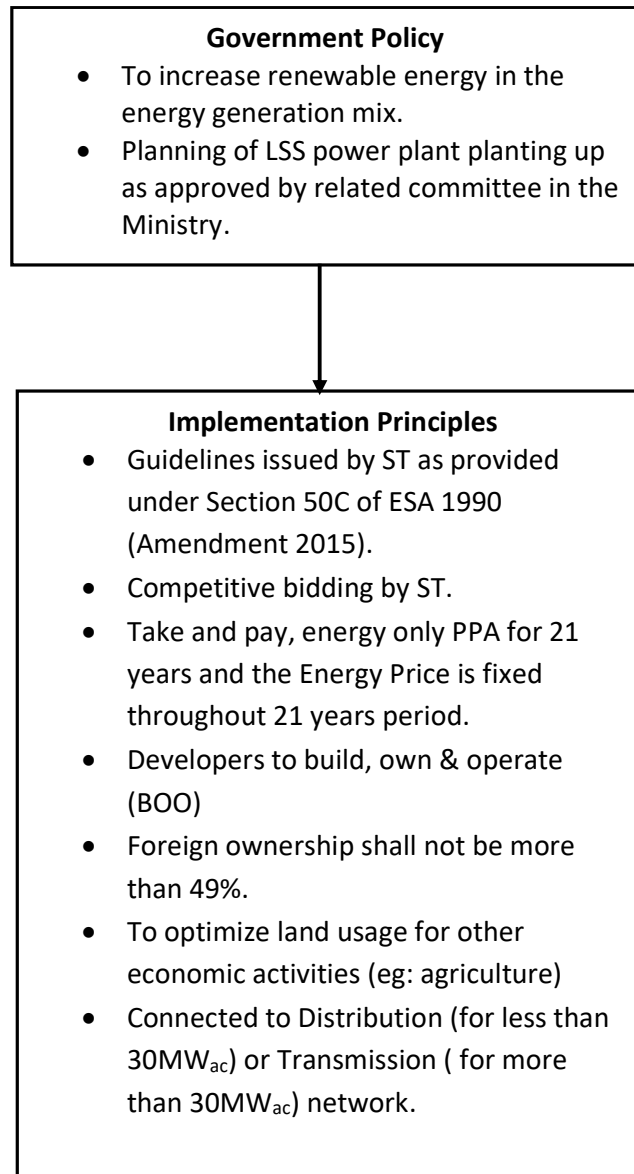 Government Policy
• To increase renewable energy in the
energy generation mix.
• Planning of LSS power plant planting up
as approved by related committee in the
Ministry.
Implementation Principles
• Guidelines issued by ST as provided
under Section 50C of ESA 1990
(Amendment 2015).
• Competitive bidding by ST.
• Take and pay, energy only PPA for 21
years and the Energy Price is fixed
throughout 21 years period.
• Developers to build, own & operate
(BOO)
• Foreign ownership shall not be more
than 49%.
• To optimize land usage for other
economic activities (eg: agriculture)
• Connected to Distribution (for less than
30MWac) or Transmission ( for more
than 30MWac) network.